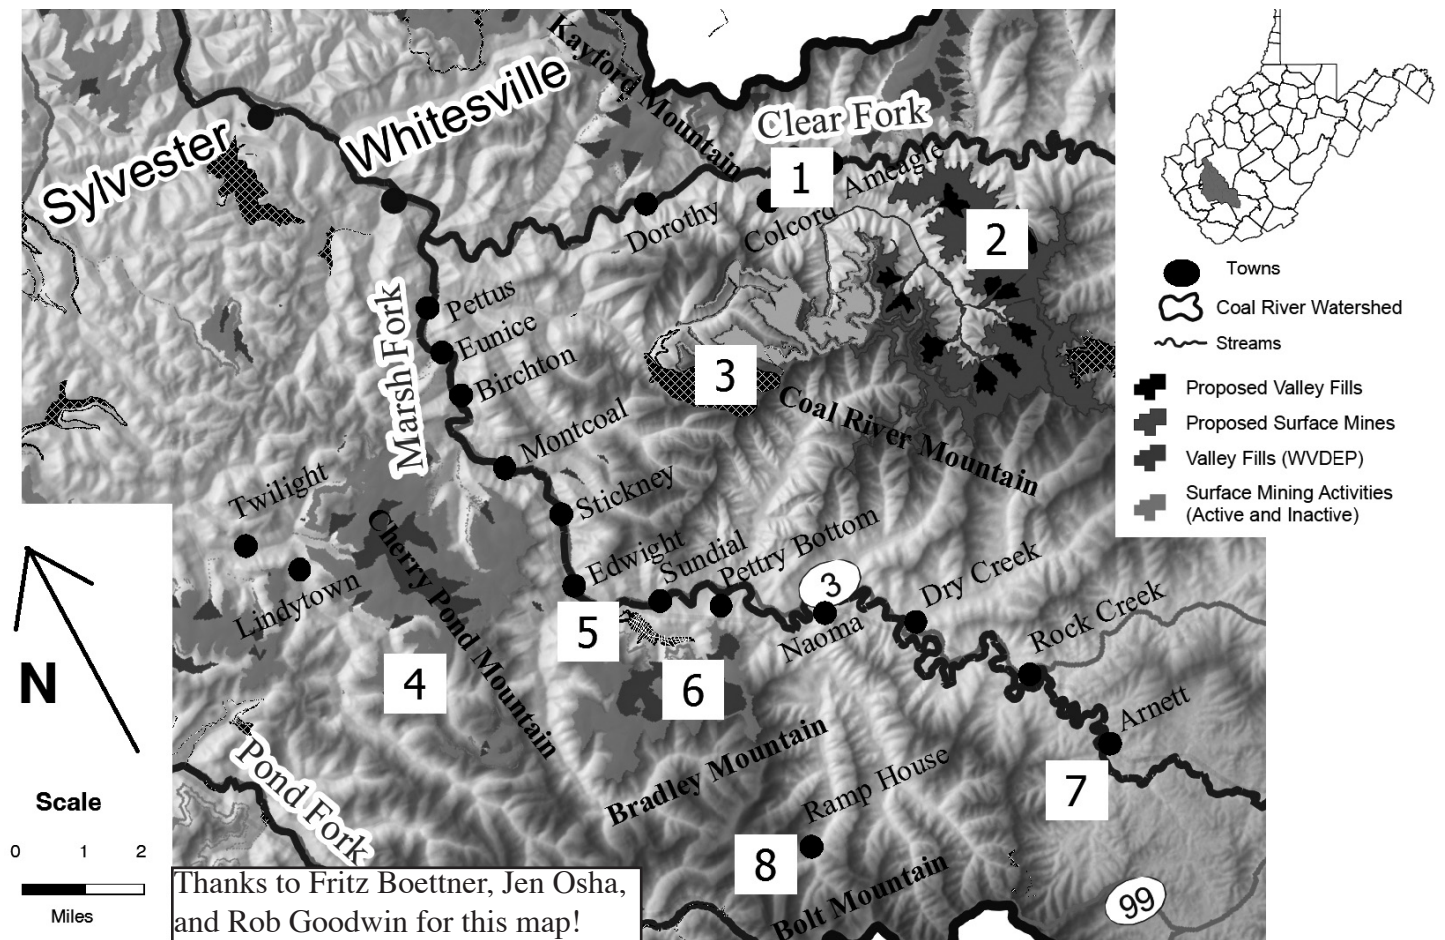 Kayford Mountain
Sylvester
Whitesville
Clear Fork
1
Ameagle
Colcord
Dorothy
2
Towns
Coal River Watershed
Streams
Proposed Valley Fills
Proposed Surface Mines
Valley Fills (WVDEP)
Surface Mining Activities
(Active and Inactive)
Marsh Fork
Pettus
Eunice
Birchton
3
Coal River Mountain
Montcoal
Stickney
Twilight
Lindytown
Cherry Pond Mountain
Edwight
Sundial
Pettry Bottom
3
Naoma
Dry Creek
Rock Creek
Arnett
5
4
6
Bradley Mountain
Ramp House
7
8
Bolt Mountain
99
Pond Fork
N
Scale
0 1 2
Miles
Thanks to Fritz Boettner, Jen Osha,
and Rob Goodwin for this map!